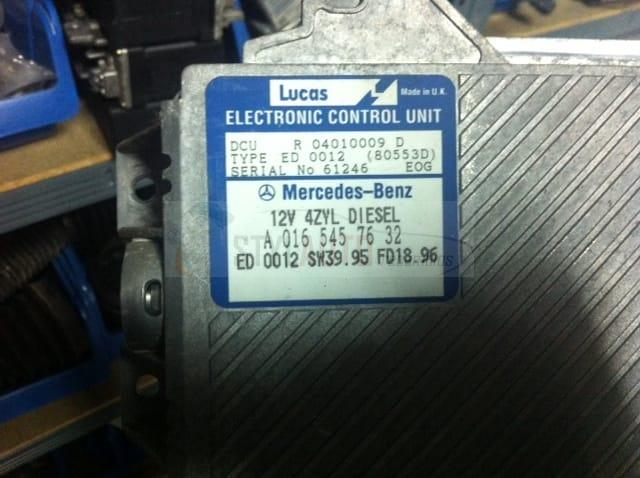 Lucas
Made in U.K.
ELECTRONIC CONTROL UNIT
DCU R 04010009 D
TYPE ED 0012 (80553D)
SERIAL No 61246 EOG
Mercedes-Benz
12V 4ZYL DIESEL
A 016 545 76 32
ED 0012 SW39.95 FD18.96